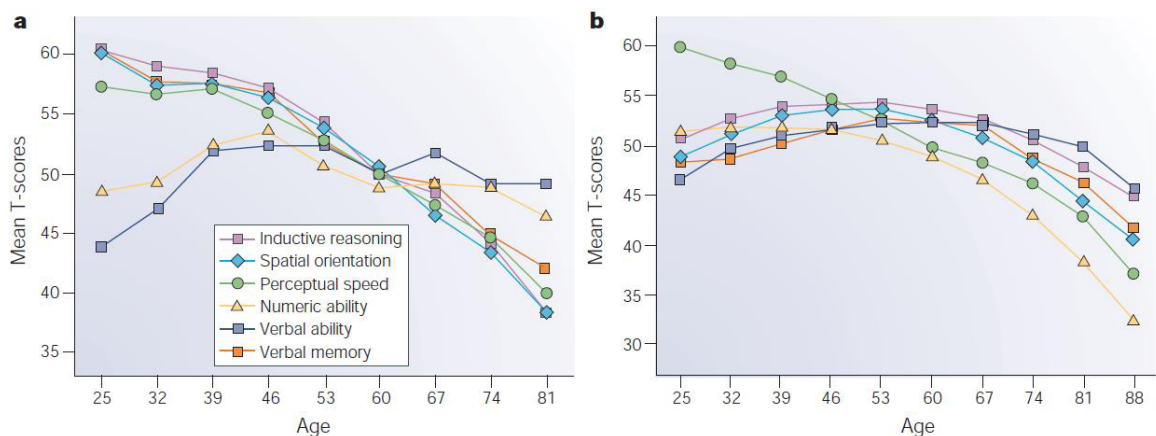 a
Mean T-scores
60
55
50
45
40
35
Inductive reasoning
Spatial orientation
Perceptual speed
Numeric ability
Verbal ability
Verbal memory
25 32 39 46 53 60 67 74 81
Age
b
Mean T-scores
60
55
50
45
40
35
30
25 32 39 46 53 60 67 74 81 88
Age